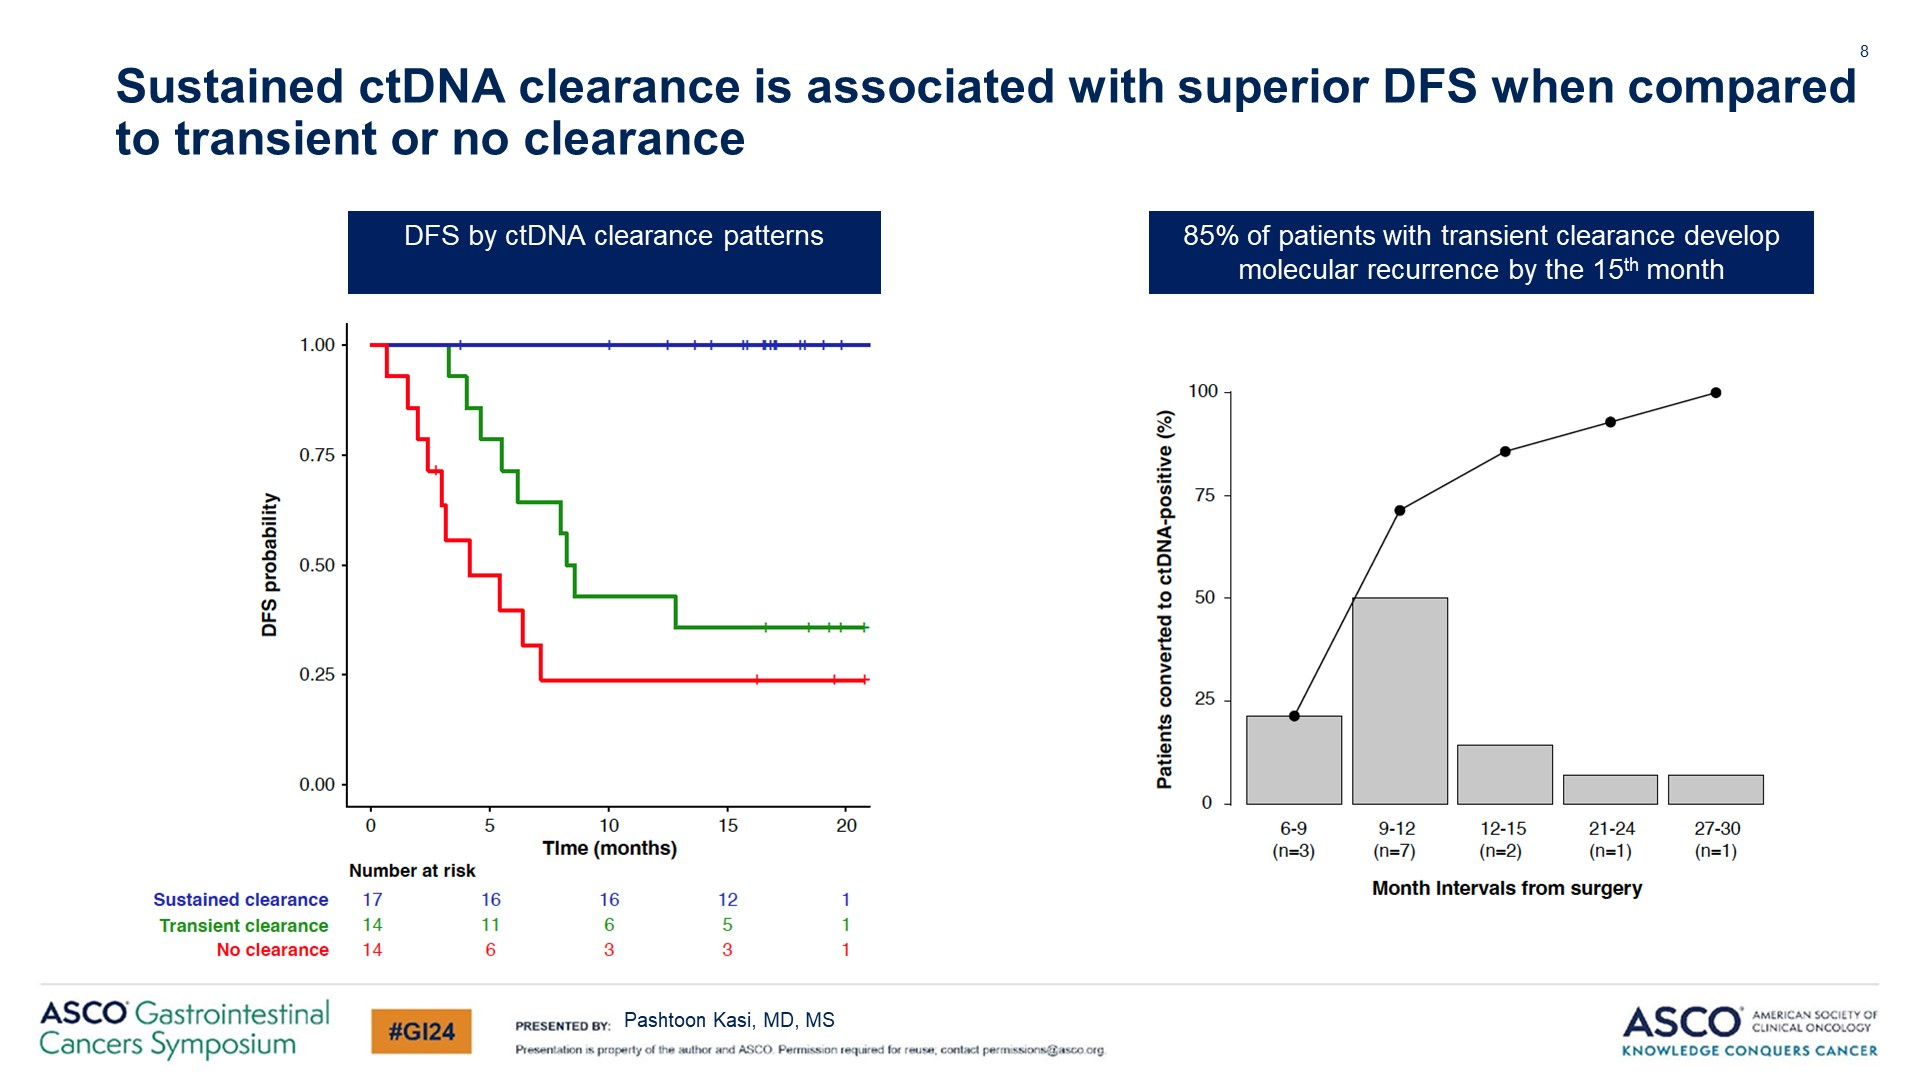 8
Sustained ctDNA clearance is associated with superior DFS when compared
to transient or no clearance
DFS by ctDNA clearance patterns
85% of patients with transient clearance develop
molecular recurrence by the 15th month
DFS probability
1.00
0.75
0.50
0.25
0.00
0 5 10 15 20
TIme (months)
Number at risk
Sustained clearance 17 16 16 12 1
Transient clearance 14 11 6 5 1
No clearance 14 6 3 3 1
Patients converted to ctDNA-positive (%)
100
75
50
25
0
6-9 9-12 12-15 21-24 27-30
(n=3) (n=7) (n=2) (n=1) (n=1)
Month Intervals from surgery
ASCO Gastrointestinal
Cancers Symposium
#GI24
PRESENTED BY: Pashtoon Kasi, MD, MS
Presentation is property of the author and ASCO. Permission required for reuse; contact permissions@asco.org.
ASCO AMERICAN SOCIETY OF
CLINICAL ONCOLOGY
KNOWLEDGE CONQUERS CANCER